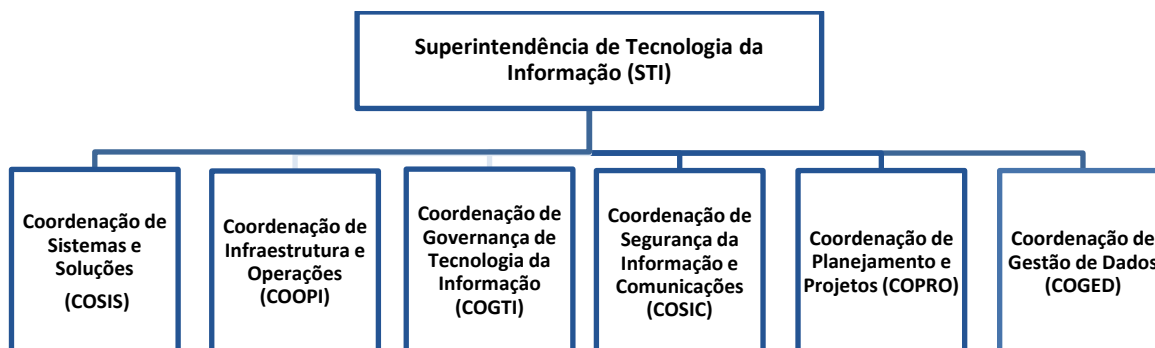 Superintendência de Tecnologia da
Informação (STI)
Coordenação de
Sistemas e
Soluções
(COSIS)
Coordenação de
Infraestrutura e
Operações
(COOPI)
Coordenação de
Governança de
Tecnologia da
Informação
(COGTI)
Coordenação de
Segurança da
Informação e
Comunicações
(COSIC)
Coordenação de
Planejamento e
Projetos (COPRO)
Coordenação de
Gestão de Dados
(COGED)